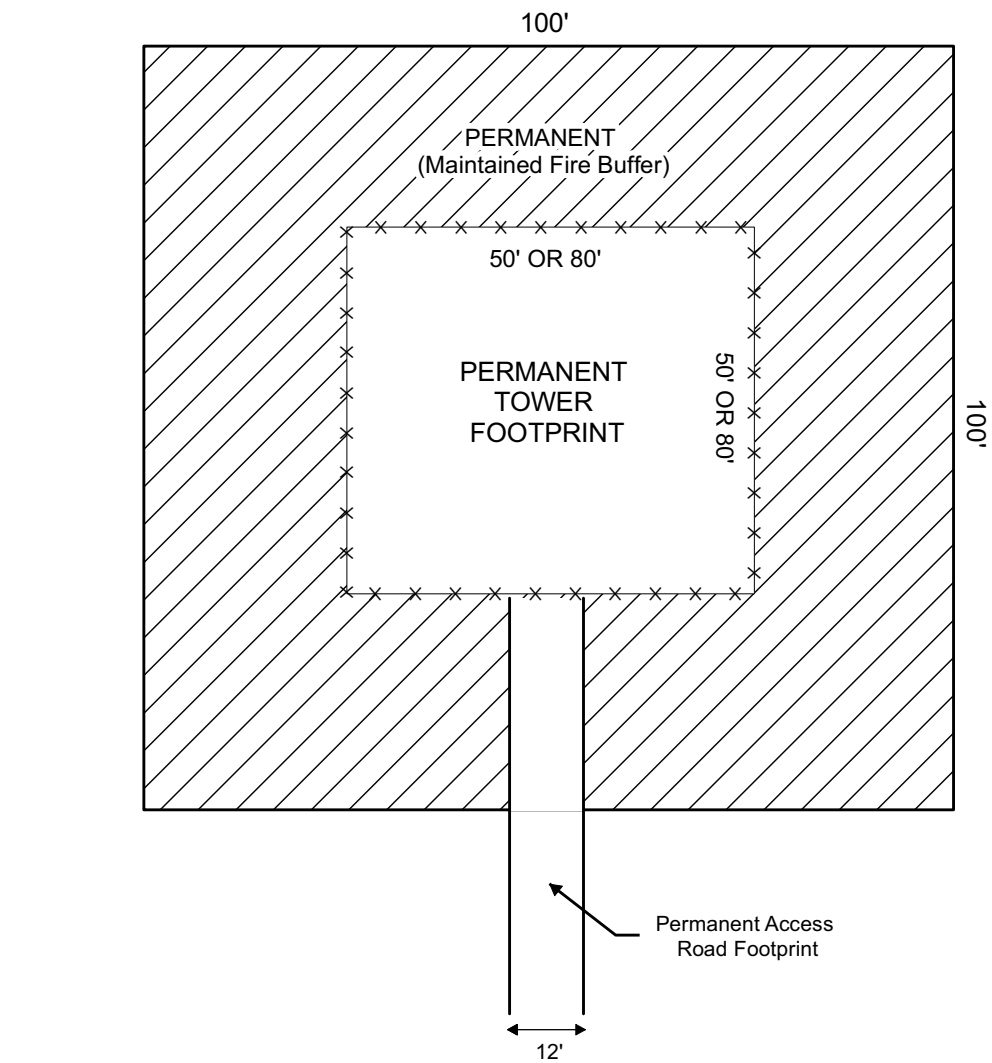 100'
PERMANENT
(Maintained Fire Buffer)
50' OR 80'
PERMANENT
TOWER
FOOTPRINT
50' OR 80'
100'
Permanent Access
Road Footprint
12'